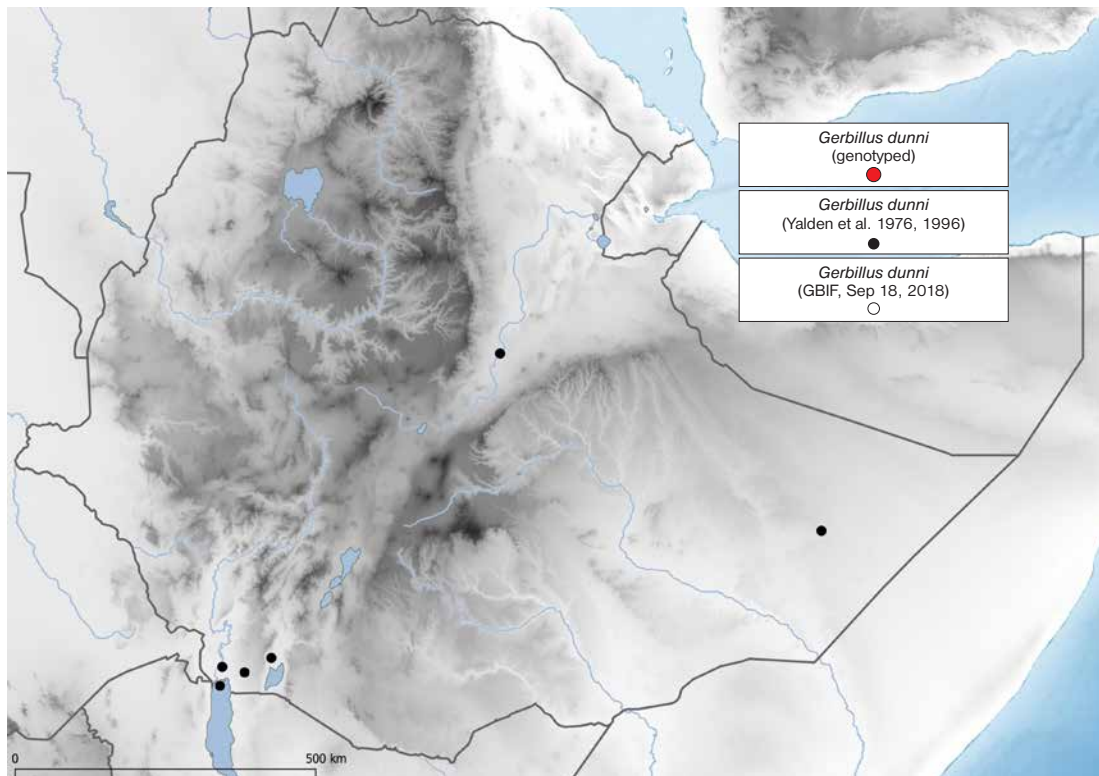 Gerbillus dunni
(genotyped)
Gerbillus dunni
(Yalden et al. 1976, 1996)
Gerbillus dunni
(GBIF, Sep 18, 2018)
0
500 km